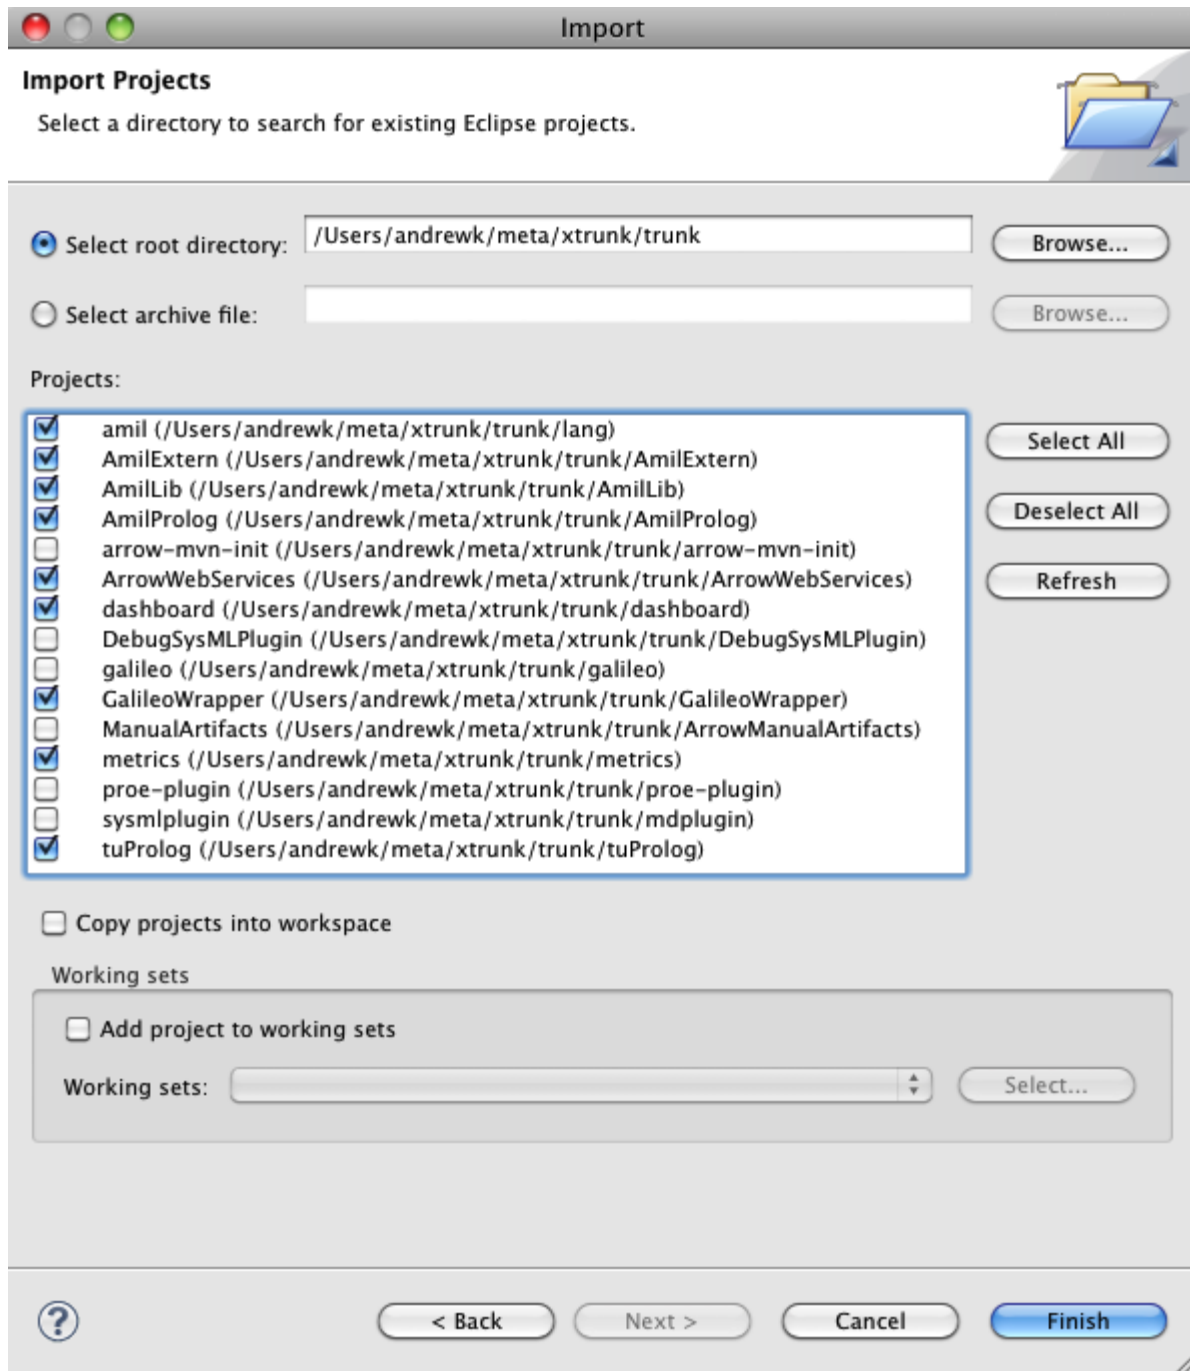 Import
Import Projects
Select a directory to search for existing Eclipse projects.
Select root directory: /Users/andrewk/meta/xtrunk/trunk Browse...
Select archive file: Browse...
Projects:
amil (/Users/andrewk/meta/xtrunk/trunk/lang)
AmilExtern (/Users/andrewk/meta/xtrunk/trunk/AmilExtern)
AmilLib (/Users/andrewk/meta/xtrunk/trunk/AmilLib)
AmilProlog (/Users/andrewk/meta/xtrunk/trunk/AmilProlog)
arrow-mvn-init (/Users/andrewk/meta/xtrunk/trunk/arrow-mvn-init)
ArrowWebServices (/Users/andrewk/meta/xtrunk/trunk/ArrowWebServices)
dashboard (/Users/andrewk/meta/xtrunk/trunk/dashboard)
DebugSysMLPlugin (/Users/andrewk/meta/xtrunk/trunk/DebugSysMLPlugin)
galileo (/Users/andrewk/meta/xtrunk/trunk/galileo)
GalileoWrapper (/Users/andrewk/meta/xtrunk/trunk/GalileoWrapper)
ManualArtifacts (/Users/andrewk/meta/xtrunk/trunk/ArrowManualArtifacts)
metrics (/Users/andrewk/meta/xtrunk/trunk/metrics)
proe-plugin (/Users/andrewk/meta/xtrunk/trunk/proe-plugin)
sysmlplugin (/Users/andrewk/meta/xtrunk/trunk/mdplugin)
tuProlog (/Users/andrewk/meta/xtrunk/trunk/tuProlog)
Select All
Deselect All
Refresh
Copy projects into workspace
Working sets
Add project to working sets
Working sets: Select...
? < Back Next > Cancel Finish